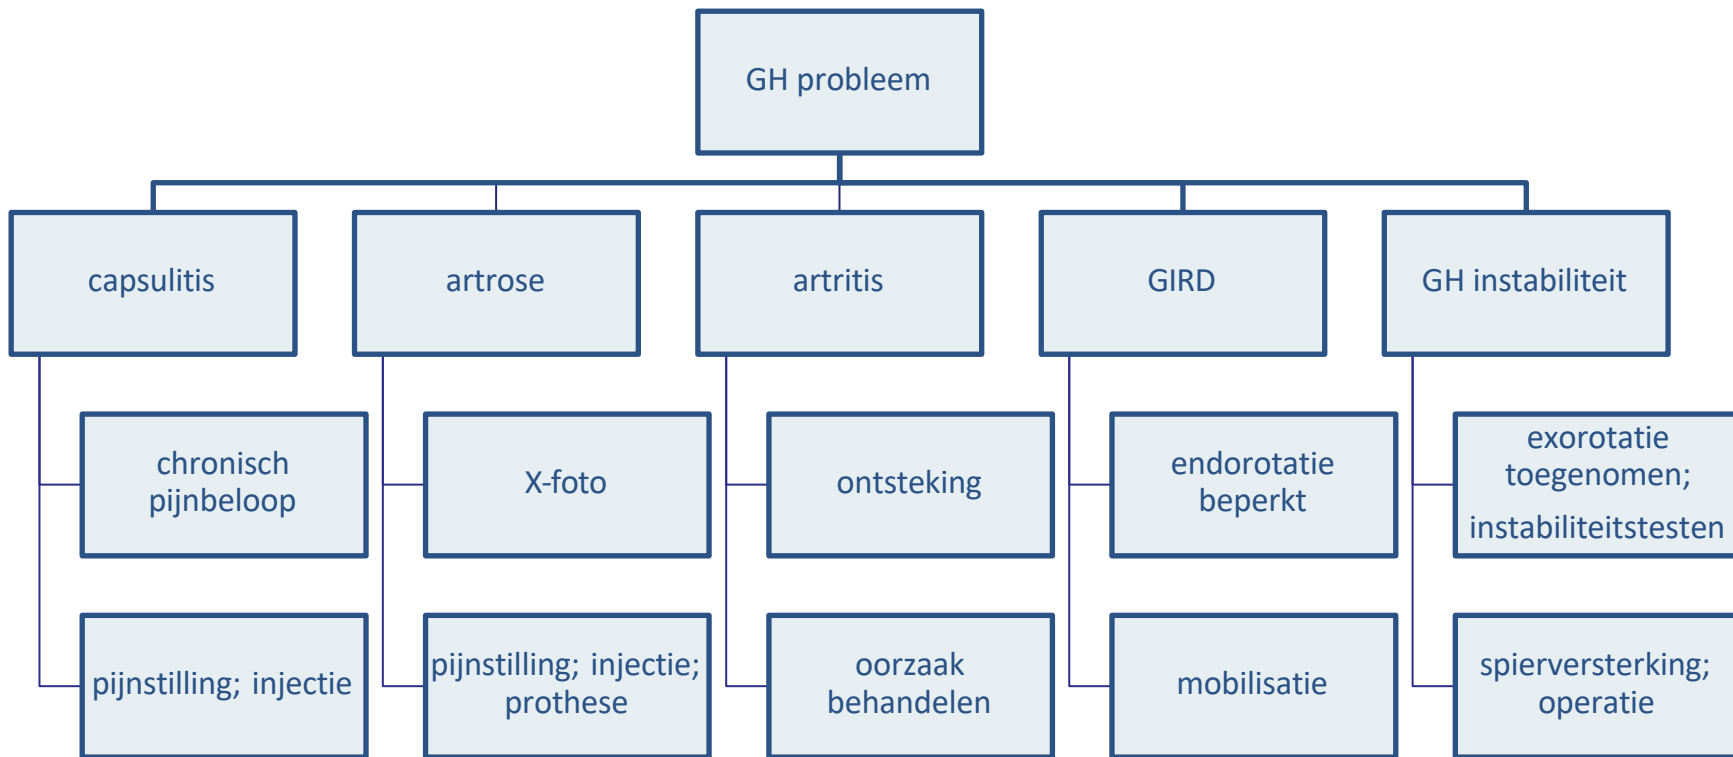 GH probleem
capsulitis
artrose
artritis
GIRD
GH instabiliteit
chronisch
pijnbeloop
X-foto
ontsteking
endorotatie
beperkt
exorotatie
toegenomen;
instabiliteitstesten
pijnstilling; injectie
pijnstilling; injectie;
prothese
oorzaak
behandelen
mobilisatie
spierversterking;
operatie